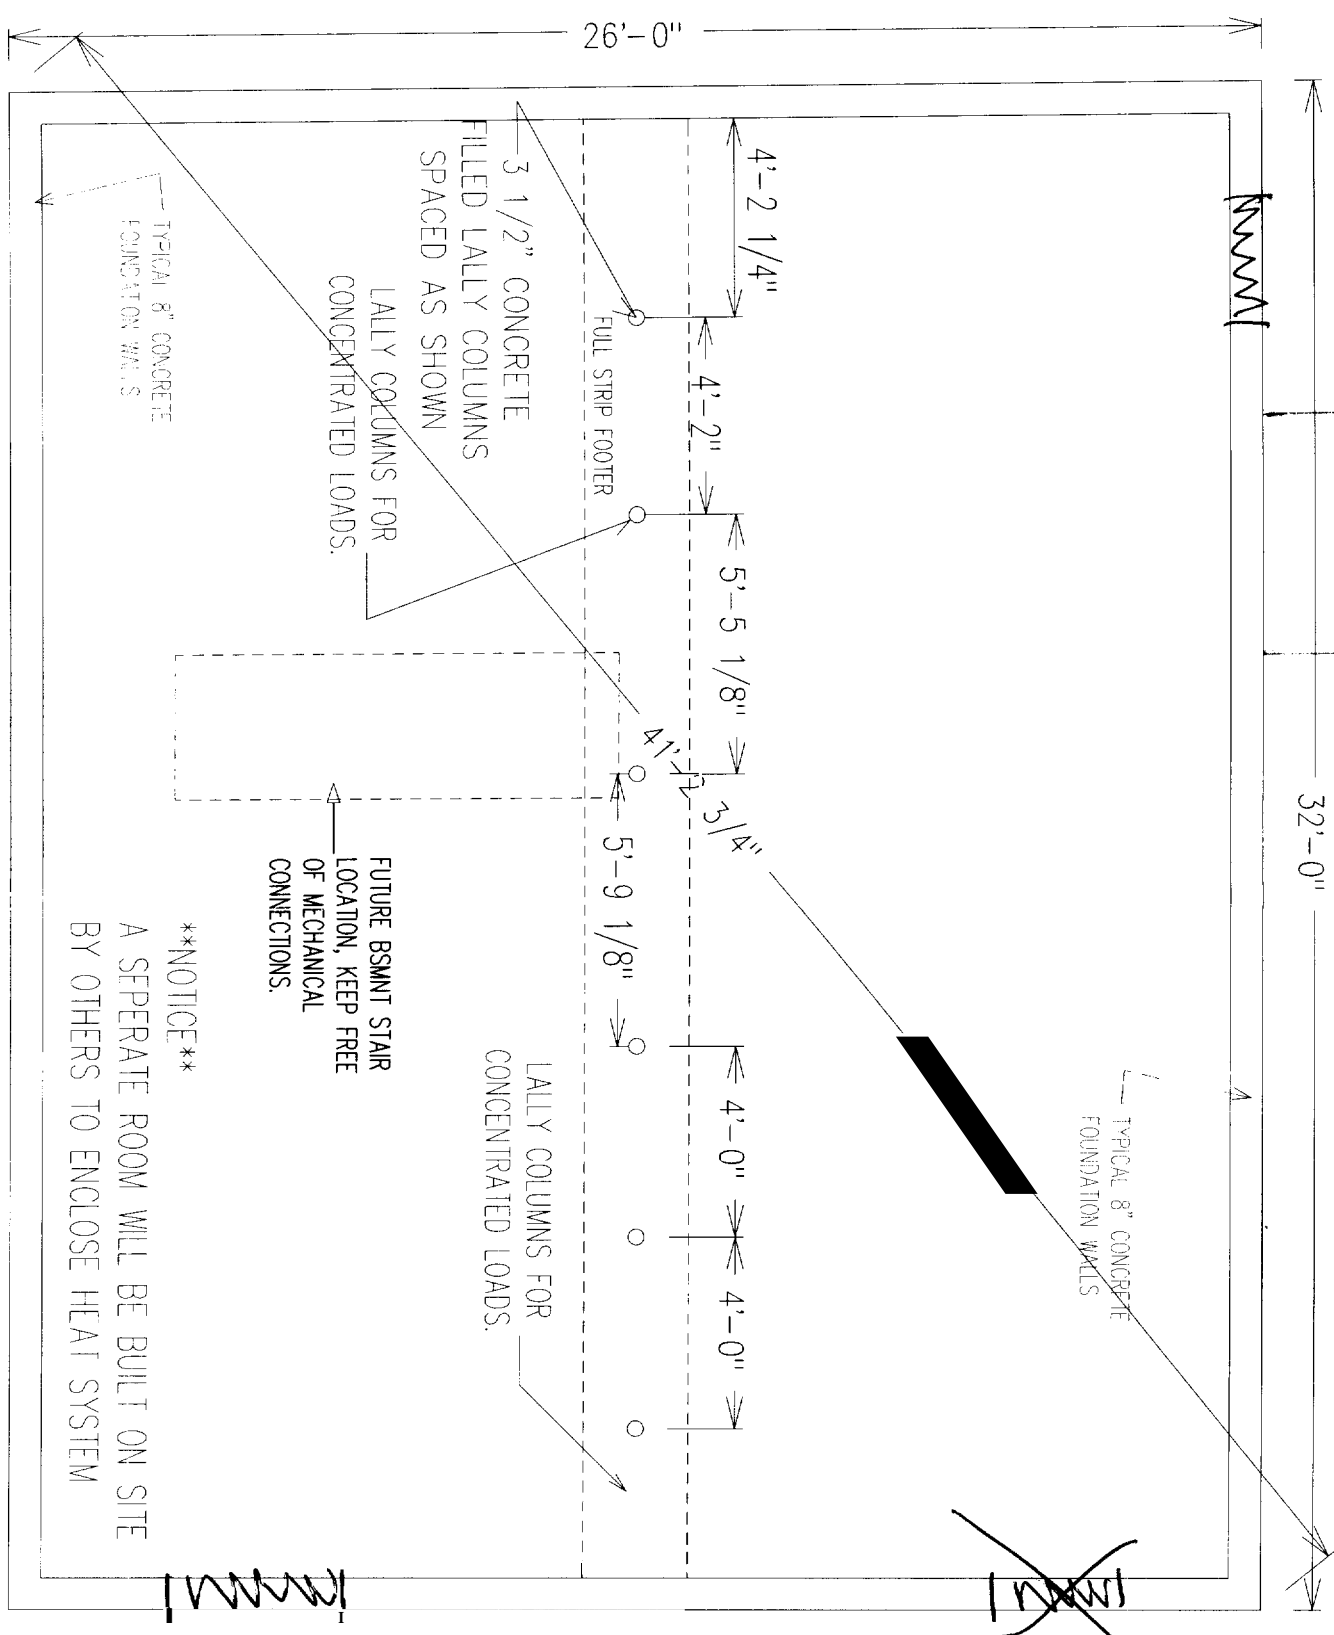 26'-0"
32'-0"
4'-2 1/4"
4'-2"
5'-5 1/8"
5'-9 1/8"
4'-0"
4'-0"
41'-2 3/4"
TYPICAL 8" CONCRETE
FOUNDATION WALLS
LALLY COLUMNS FOR
CONCENTRATED LOADS.
3 1/2" CONCRETE
FILLED LALLY COLUMNS
SPACED AS SHOWN
FULL STRIP FOOTER
LALLY COLUMNS FOR
CONCENTRATED LOADS.
TYPICAL 8" CONCRETE
FOUNDATON WALLS
FUTURE BSMNT STAIR
LOCATION, KEEP FREE
OF MECHANICAL
CONNECTIONS.
**NOTICE**
A SEPERATE ROOM WILL BE BUILT ON SITE
BY OTHERS TO ENCLOSE HEAT SYSTEM